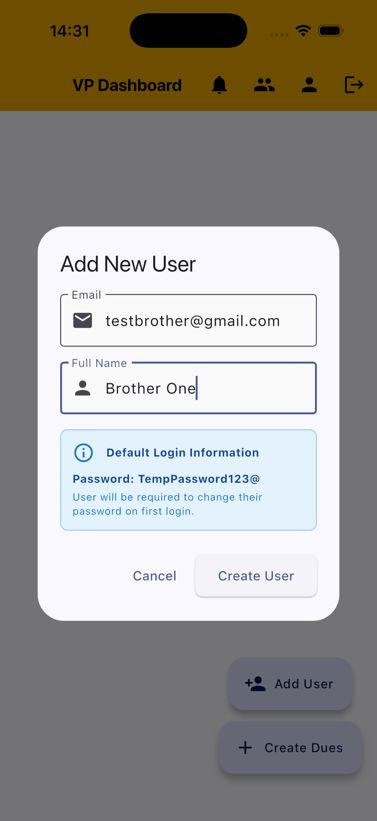 14:31
VP Dashboard
Add New User
Email
testbrother@gmail.com
Full Name
Brother One
Default Login Information
Password: TempPassword123@
User will be required to change their
password on first login.
Cancel
Create User
Add User
Create Dues